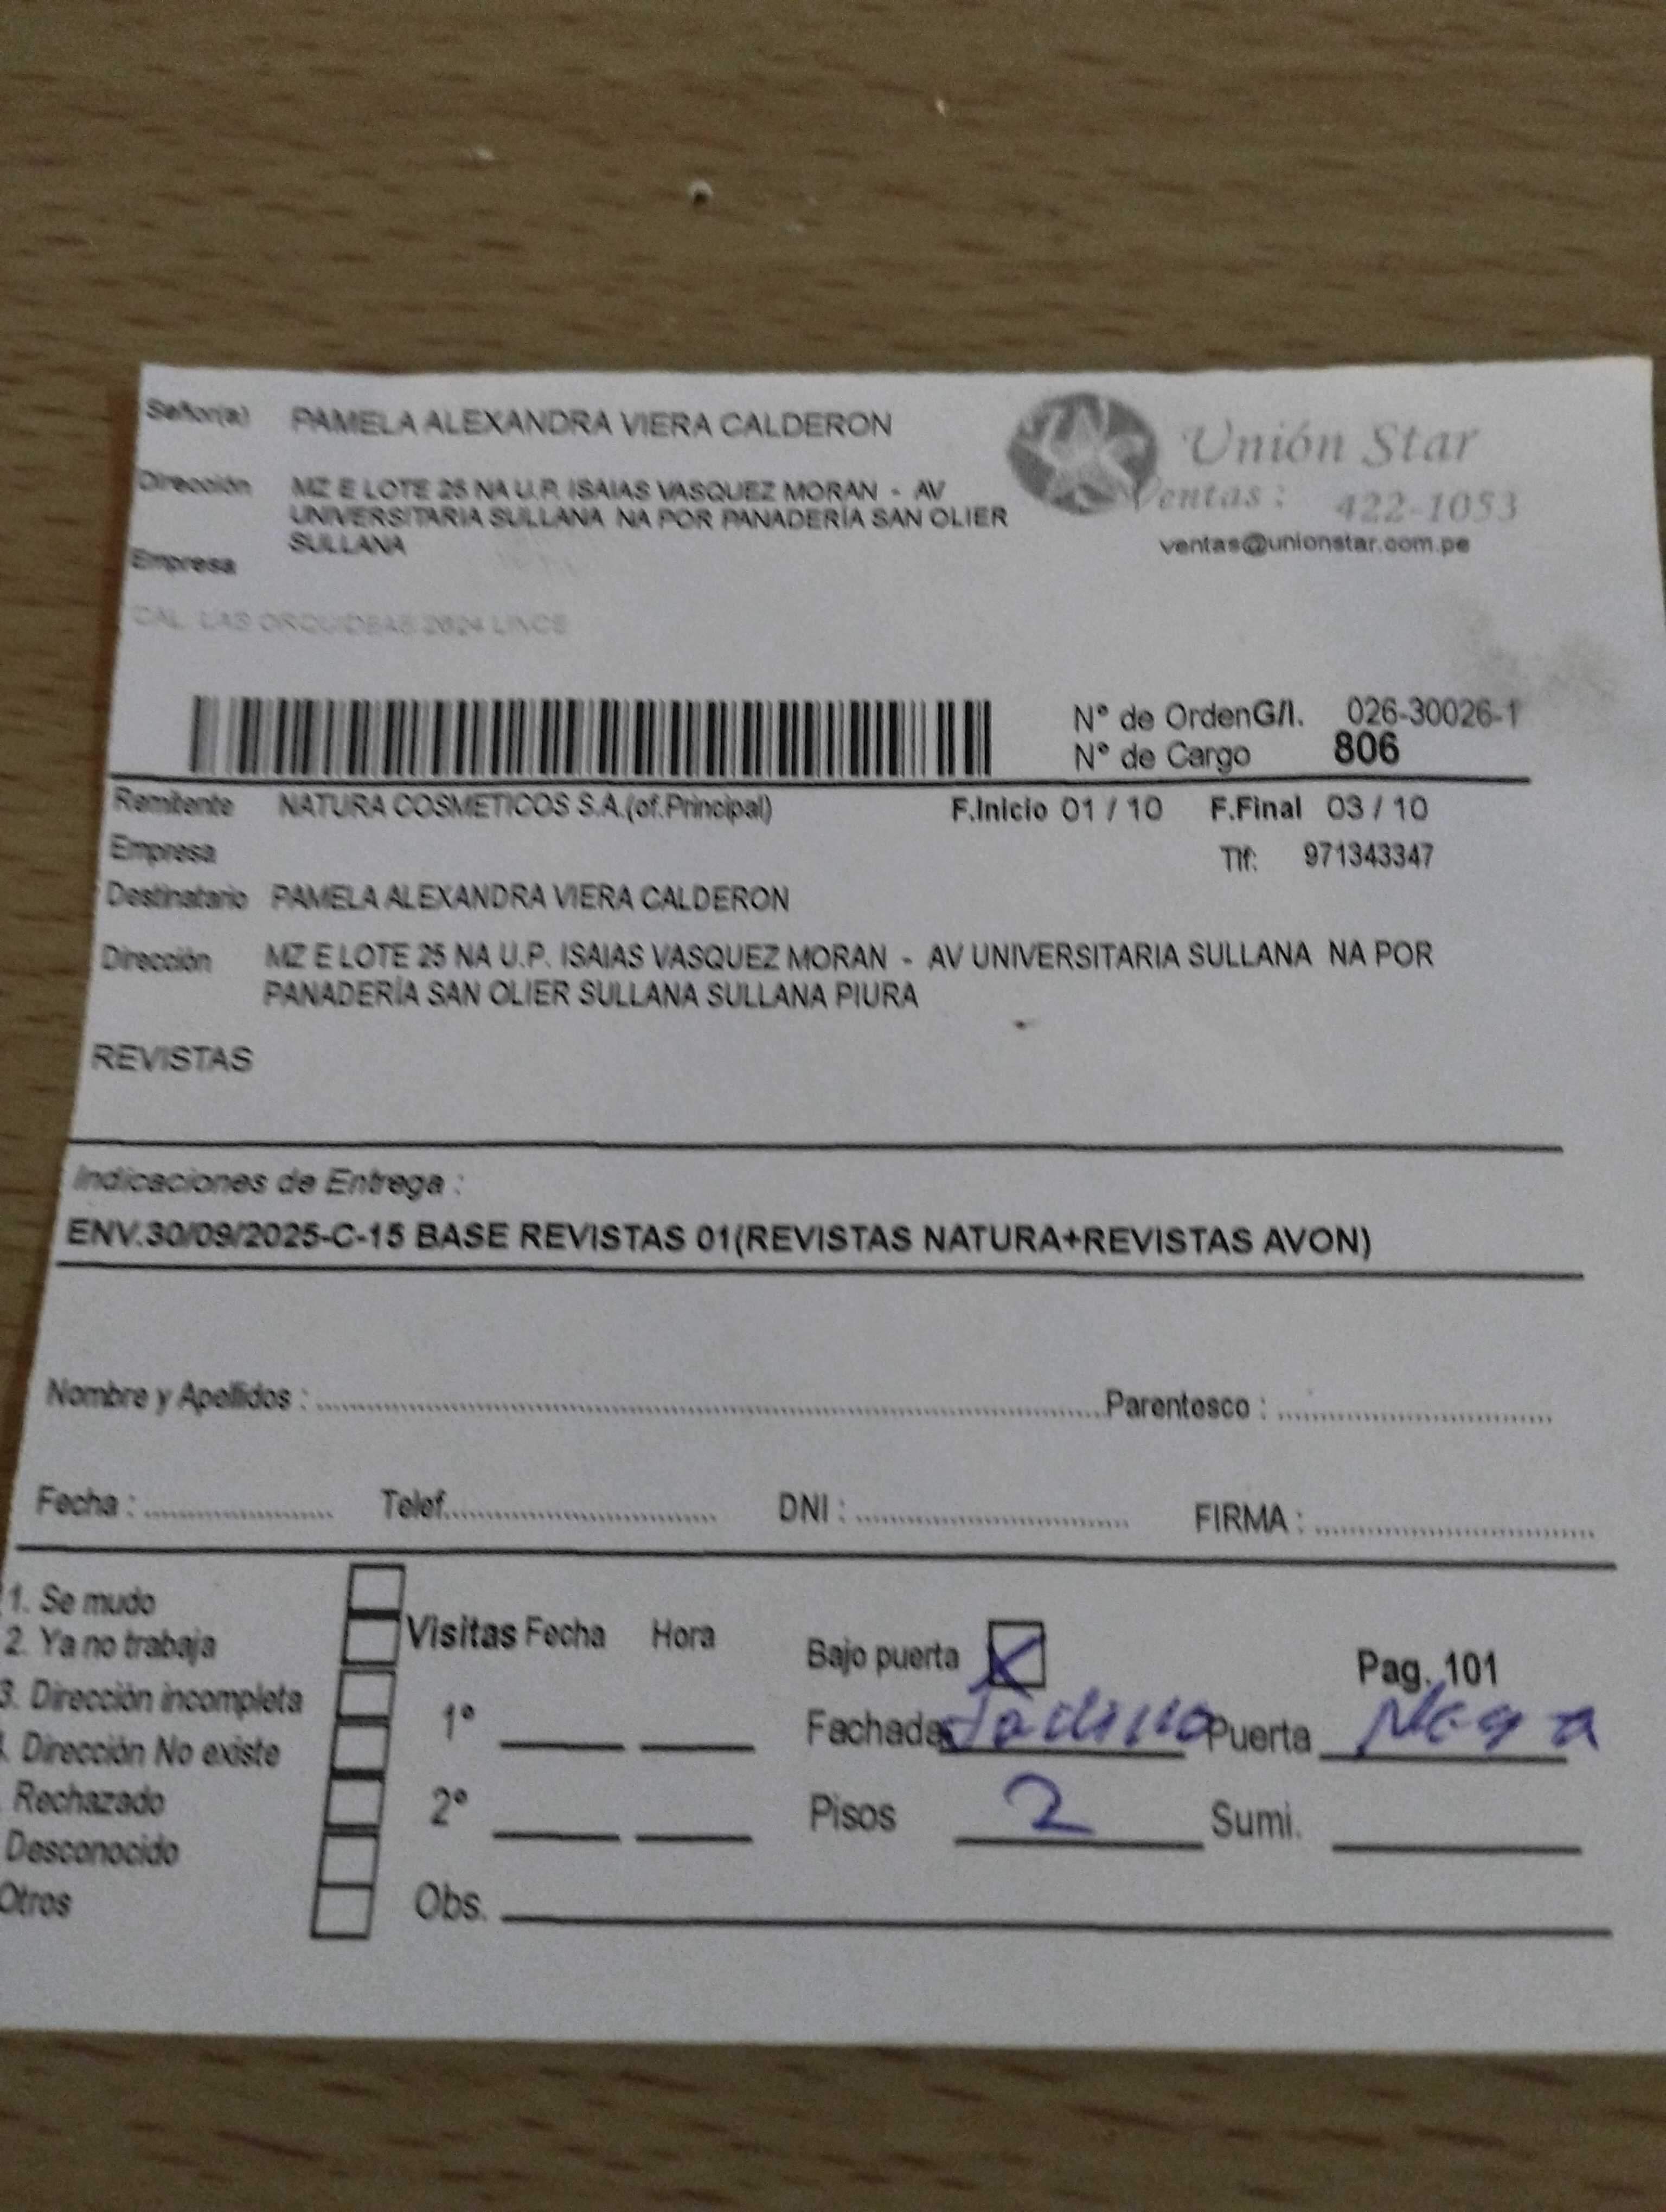 Señor(a) PAMELA ALEXANDRA VIERA CALDERON
Unión Star
Ventas : 422-1053
ventas@unionstar.com.pe
Dirección MZ E LOTE 25 NA U.P. ISAIAS VASQUEZ MORAN - AV
UNIVERSITARIA SULLANA NA POR PANADERÍA SAN OLIER
SULLANA
Empresa
CAL. LAS ORQUIDEAS 2624 LINCE
N° de OrdenG/I. 026-30026-1
N° de Cargo 806
Remitente NATURA COSMETICOS S.A.(of.Principal) F.Inicio 01 / 10 F.Final 03 / 10
Empresa Tlf: 971343347
Destinatario PAMELA ALEXANDRA VIERA CALDERON
Dirección MZ E LOTE 25 NA U.P. ISAIAS VASQUEZ MORAN - AV UNIVERSITARIA SULLANA NA POR
PANADERÍA SAN OLIER SULLANA SULLANA PIURA
REVISTAS
Indicaciones de Entrega :
ENV.30/09/2025-C-15 BASE REVISTAS 01(REVISTAS NATURA+REVISTAS AVON)
Nombre y Apellidos : Parentesco :
Fecha : Telef. DNI : FIRMA :
1. Se mudo
2. Ya no trabaja
3. Dirección incompleta
. Dirección No existe
Rechazado
Desconocido
Otros
Visitas Fecha Hora
1°
2°
Obs.
Bajo puerta X Pag. 101
Fachada Puerta
Pisos 2 Sumi.